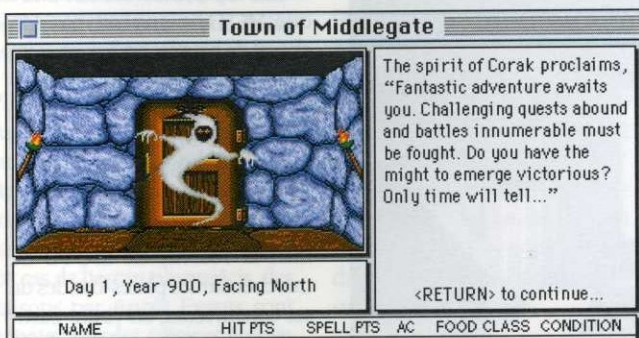 Town of Middlegate
The spirit of Corak proclaims,
“Fantastic adventure awaits
you. Challenging quests abound
and battles innumerable must
be fought. Do you have the
might to emerge victorious?
Only time will tell...”
Day 1, Year 900, Facing North
<RETURN> to continue...
NAME HIT PTS SPELL PTS AC FOOD CLASS CONDITION